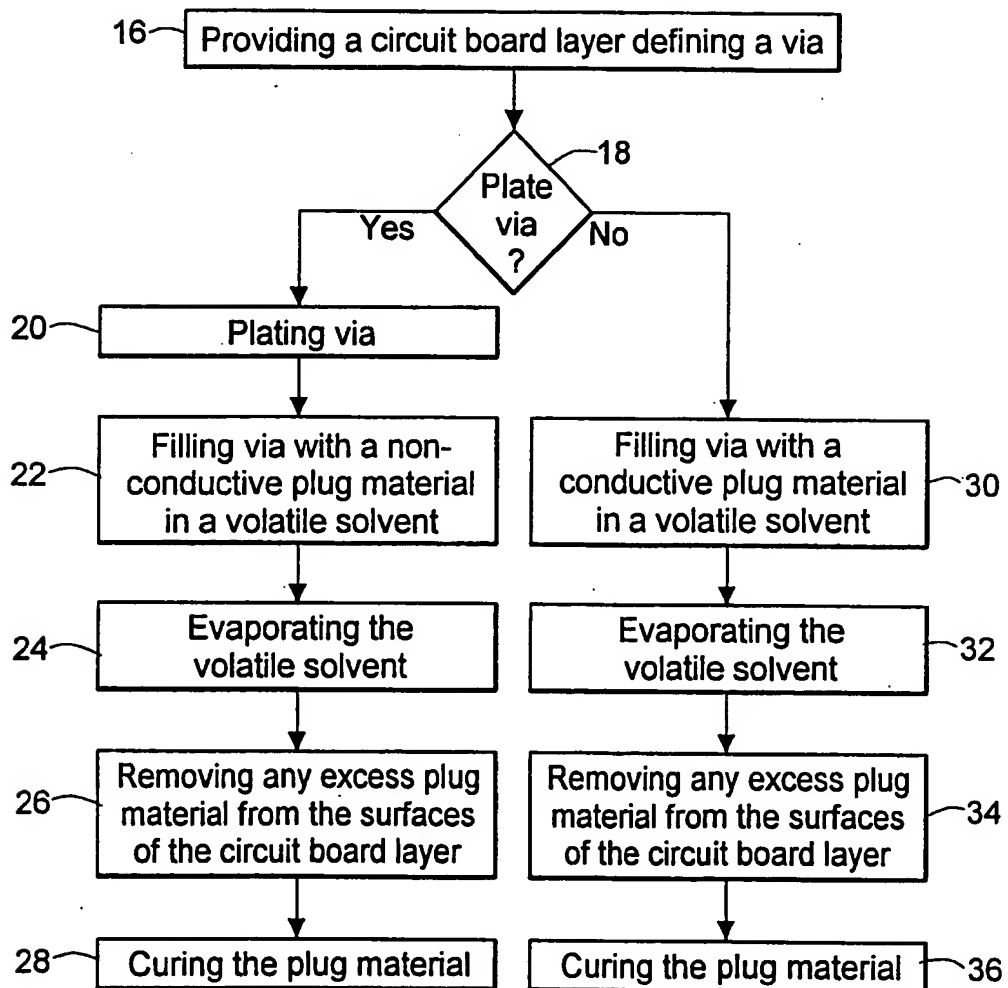 16 Providing a circuit board layer defining a via
18
Plate
via
?
Yes
No
20 Plating via
22
Filling via with a non-
conductive plug material
in a volatile solvent
Filling via with a
conductive plug material
in a volatile solvent
30
24
Evaporating the
volatile solvent
Evaporating the
volatile solvent
32
26
Removing any excess plug
material from the surfaces
of the circuit board layer
Removing any excess plug
material from the surfaces
of the circuit board layer
34
28 Curing the plug material
Curing the plug material 36